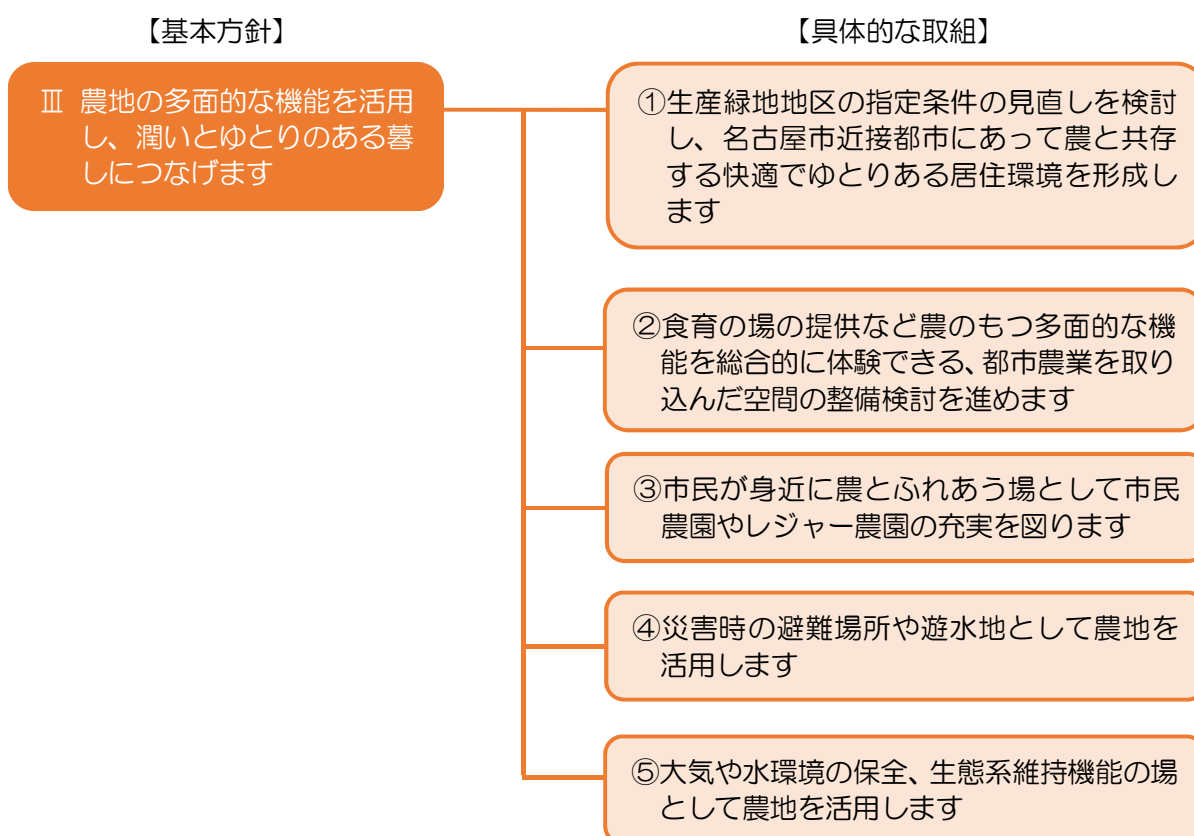 【基本方針】
【具体的な取組】
Ⅲ 農地の多面的な機能を活用
し、潤いとゆとりのある暮
しにつなげます
①生産緑地地区の指定条件の見直しを検討
し、名古屋市近接都市にあって農と共存
する快適でゆとりある居住環境を形成し
ます
②食育の場の提供など農のもつ多面的な機
能を総合的に体験できる、都市農業を取り
込んだ空間の整備検討を進めます
③市民が身近に農とふれあう場として市民
農園やレジャー農園の充実を図ります
④災害時の避難場所や遊水地として農地を
活用します
⑤大気や水環境の保全、生態系維持機能の場
として農地を活用します